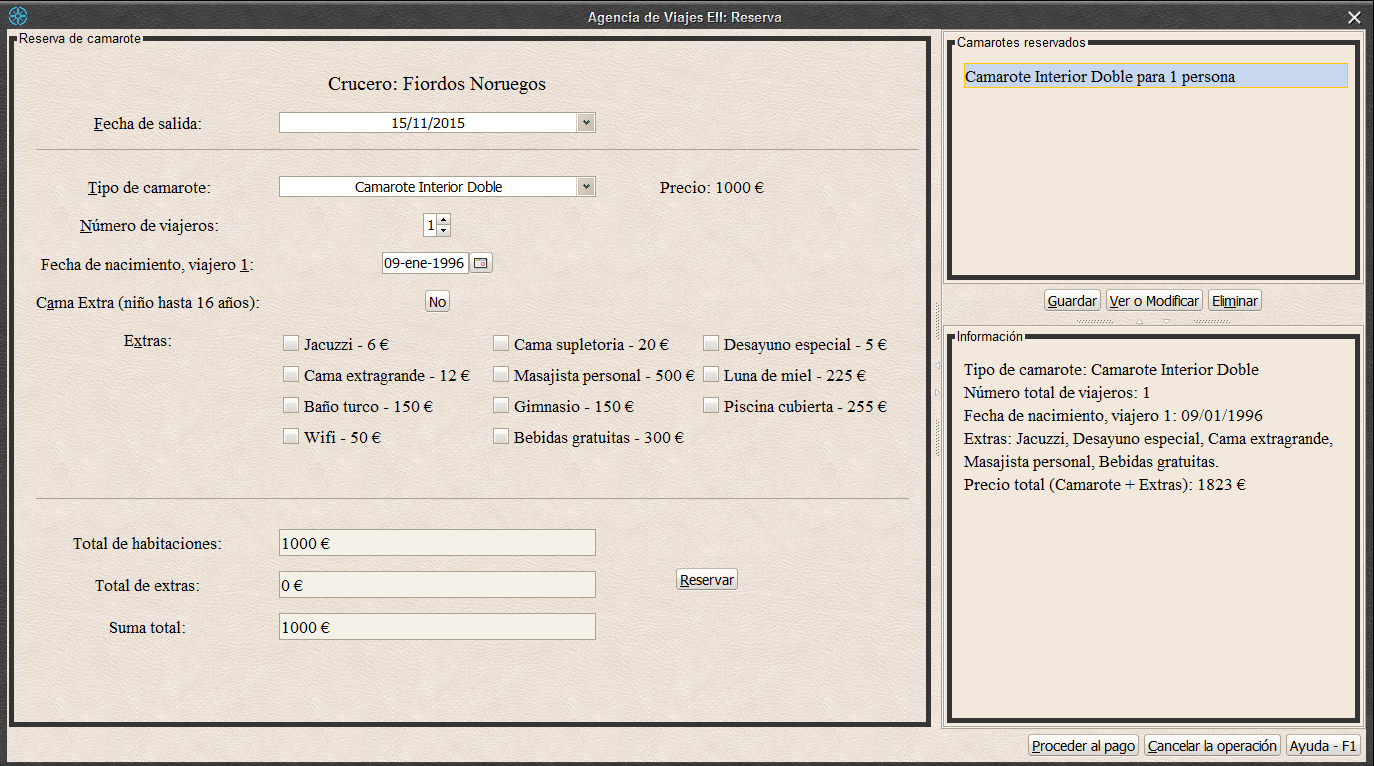 Agencia de Viajes EII: Reserva
Reserva de camarote
Crucero: Fiordos Noruegos
Fecha de salida:
15/11/2015
Tipo de camarote:
Camarote Interior Doble
Precio: 1000 €
Número de viajeros:
1
Fecha de nacimiento, viajero 1:
09-ene-1996
Cama Extra (niño hasta 16 años):
No
Extras:
Jacuzzi - 6 €
Cama supletoria - 20 €
Desayuno especial - 5 €
Cama extragrande - 12 €
Masajista personal - 500 €
Luna de miel - 225 €
Baño turco - 150 €
Gimnasio - 150 €
Piscina cubierta - 255 €
Wifi - 50 €
Bebidas gratuitas - 300 €
Total de habitaciones:
1000 €
Total de extras:
0 €
Suma total:
1000 €
Reservar
Camarotes reservados
Camarote Interior Doble para 1 persona
Guardar
Ver o Modificar
Eliminar
Información
Tipo de camarote: Camarote Interior Doble
Número total de viajeros: 1
Fecha de nacimiento, viajero 1: 09/01/1996
Extras: Jacuzzi, Desayuno especial, Cama extragrande,
Masajista personal, Bebidas gratuitas.
Precio total (Camarote + Extras): 1823 €
Proceder al pago
Cancelar la operación
Ayuda - F1